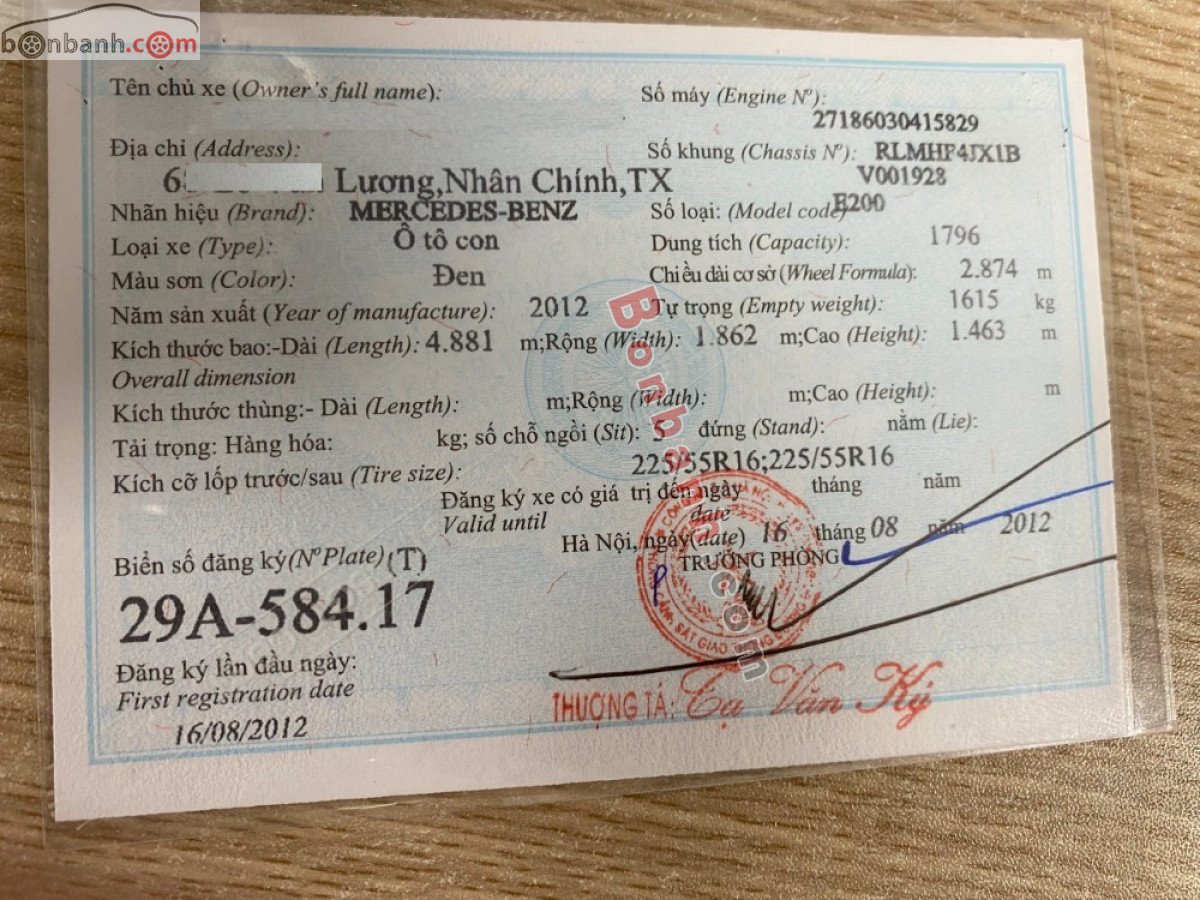 bonbanh.com
Tên chủ xe (Owner's full name):
Số máy (Engine Nº):
27186030415829
Địa chỉ (Address):
Số khung (Chassis Nº): RLMHF4JX1B
V001928
Lương,Nhân Chính,TX
Nhãn hiệu (Brand): MERCEDES-BENZ
Số loại: (Model code) E200
Loại xe (Type): Ô tô con
Dung tích (Capacity): 1796
Màu sơn (Color): Đen
Chiều dài cơ sở (Wheel Formula): 2.874 m
Năm sản xuất (Year of manufacture): 2012
Tự trọng (Empty weight): 1615 kg
Kích thước bao:-Dài (Length): 4.881 m;Rộng (Width): 1.862 m;Cao (Height): 1.463 m
Overall dimension
Kích thước thùng:- Dài (Length): m;Rộng (Width): m;Cao (Height): m
Tải trọng: Hàng hóa: kg; số chỗ ngồi (Sit): 5 đứng (Stand): nằm (Lie):
Kích cỡ lốp trước/sau (Tire size): 225/55R16;225/55R16
Đăng ký xe có giá trị đến ngày tháng năm
Valid until date
Hà Nội, ngày(date) 16 tháng 08 năm 2012
Biển số đăng ký(Nº Plate)(T)
TRƯỞNG PHÒNG
29A-584.17
Đăng ký lần đầu ngày:
First registration date
16/08/2012
THƯỢNG TÁ: Tạ Văn Kỷ
Bonbanh.com